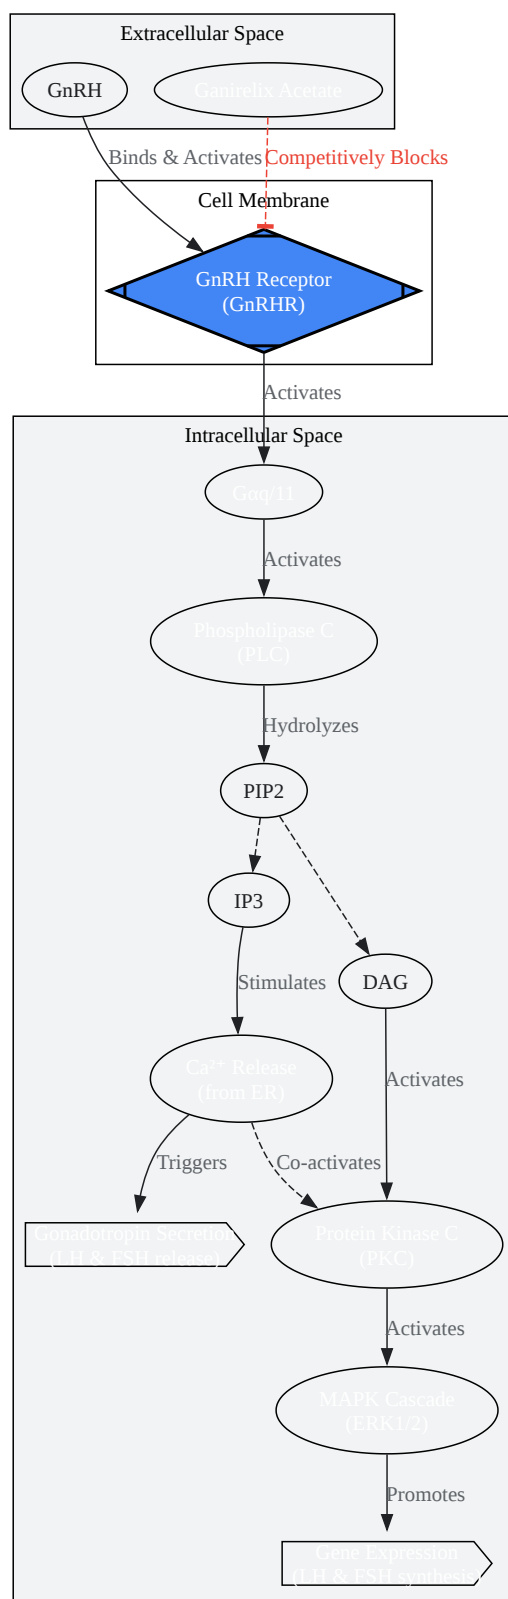 Extracellular Space
GnRH
Ganirelix Acetate
Binds & Activates
Competitively Blocks
Cell Membrane
GnRH Receptor
(GnRHR)
Activates
Intracellular Space
Gαq/11
Activates
Phospholipase C
(PLC)
Hydrolyzes
PIP2
IP3
DAG
Stimulates
Ca²⁺ Release
(from ER)
Activates
Triggers
Co-activates
Gonadotropin Secretion
(LH & FSH release)
Protein Kinase C
(PKC)
Activates
MAPK Cascade
(ERK1/2)
Promotes
Gene Expression
(LH & FSH synthesis)